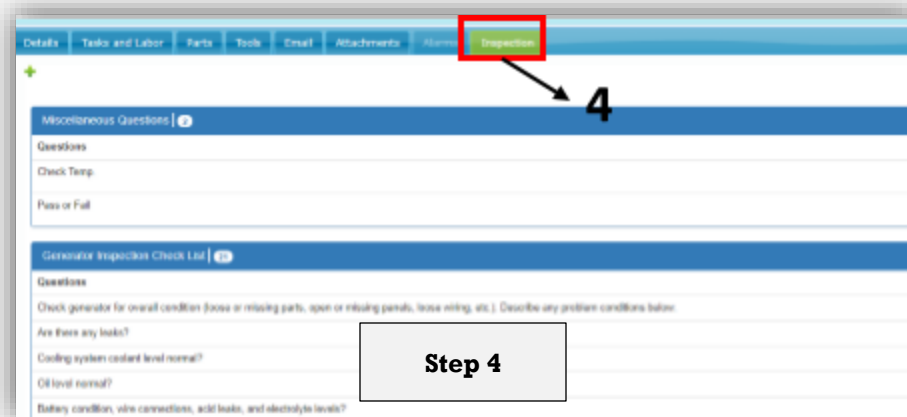 Details Tasks and Labor Parts Tools Email Attachments Alarms Inspection
4
Miscellaneous Questions 2
Questions
Check Temp
Pass or Fail
Generator Inspection Check List
Questions
Check generator for overall condition (loose or missing parts, open or missing panels, loose wiring, etc.). Describe any problem conditions below.
Are there any leaks?
Cooling system coolant level normal?
Oil level normal?
Battery condition, wire connections, acid leaks, and electrolyte levels?
Step 4